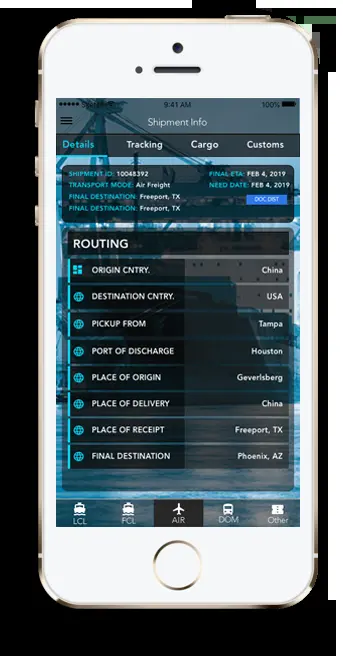 9:41 AM 100%
Shipment Info
Details Tracking Cargo Customs
SHIPMENT ID: 10048392 FINAL ETA: FEB 4, 2019
TRANSPORT MODE: Air Freight NEED DATE: FEB 4, 2019
FINAL DESTINATION: Freeport, TX DOC DIST
FINAL DESTINATION: Freeport, TX
ROUTING
ORIGIN CNTRY. China
DESTINATION CNTRY. USA
PICKUP FROM Tampa
PORT OF DISCHARGE Houston
PLACE OF ORIGIN Geverlsberg
PLACE OF DELIVERY China
PLACE OF RECEIPT Freeport, TX
FINAL DESTINATION Phoenix, AZ
LCL FCL AIR DOM Other